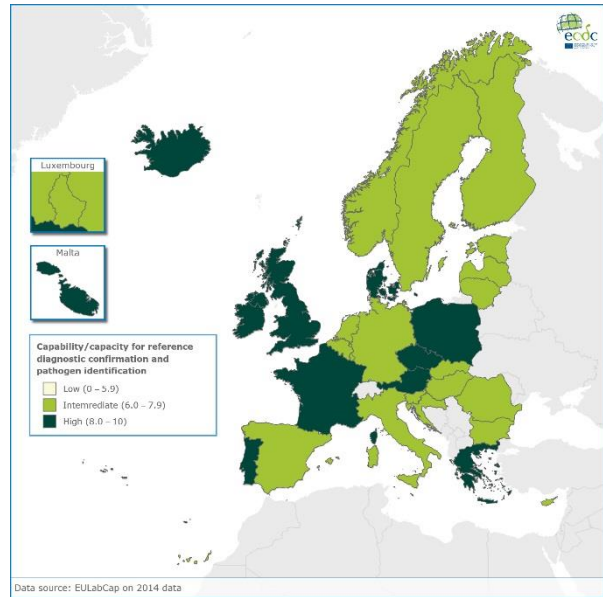 ecdc
Luxembourg
Malta
Capability/capacity for reference
diagnostic confirmation and
pathogen identification
Low (0 – 5.9)
Intemrediate (6.0 – 7.9)
High (8.0 – 10)
Data source: EULabCap on 2014 data